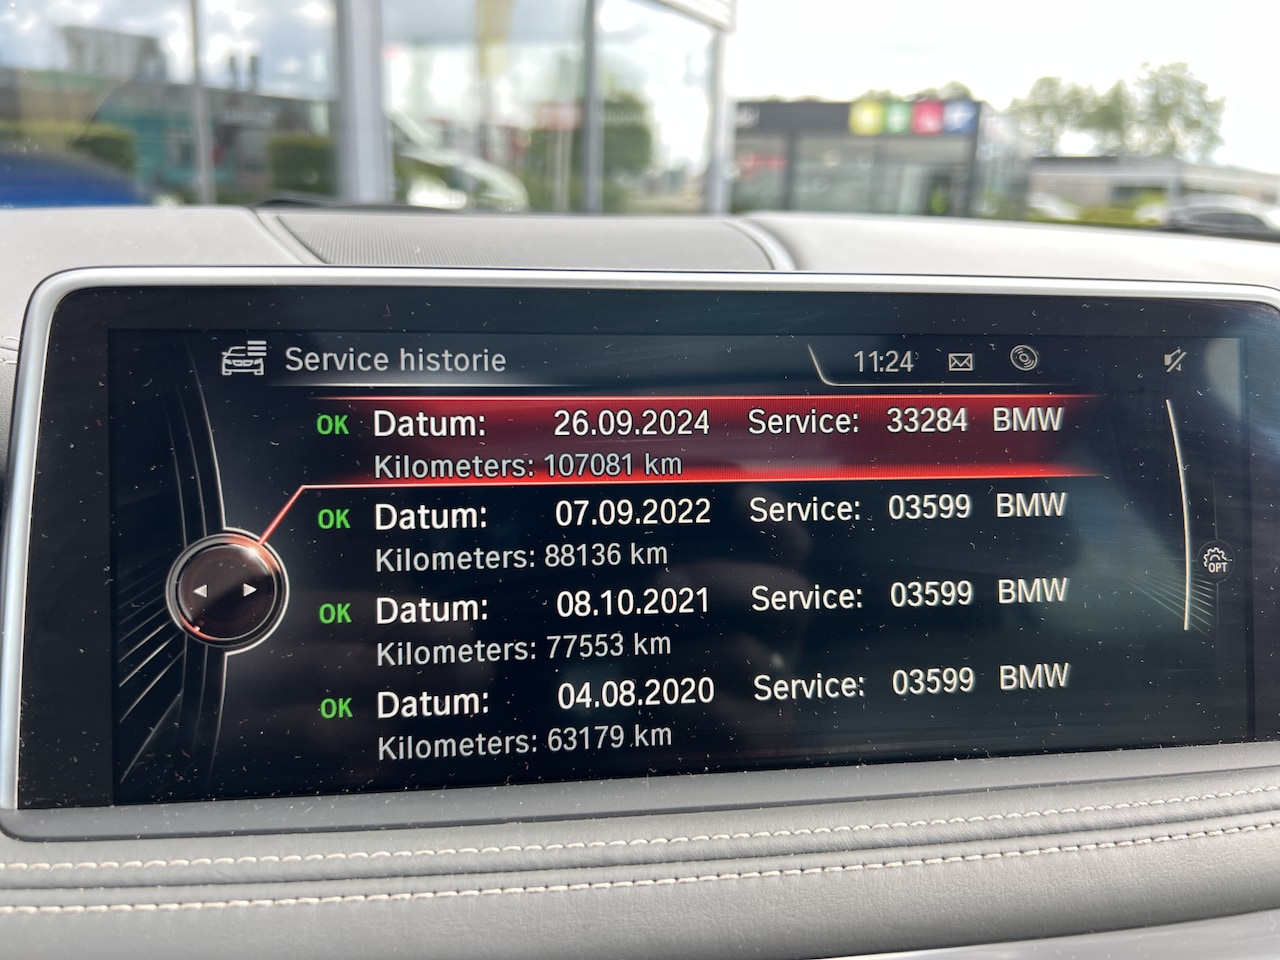 Service historie 11:24
OK Datum: 26.09.2024 Service: 33284 BMW
Kilometers: 107081 km
OK Datum: 07.09.2022 Service: 03599 BMW
Kilometers: 88136 km
OK Datum: 08.10.2021 Service: 03599 BMW
Kilometers: 77553 km
OK Datum: 04.08.2020 Service: 03599 BMW
Kilometers: 63179 km
OPT